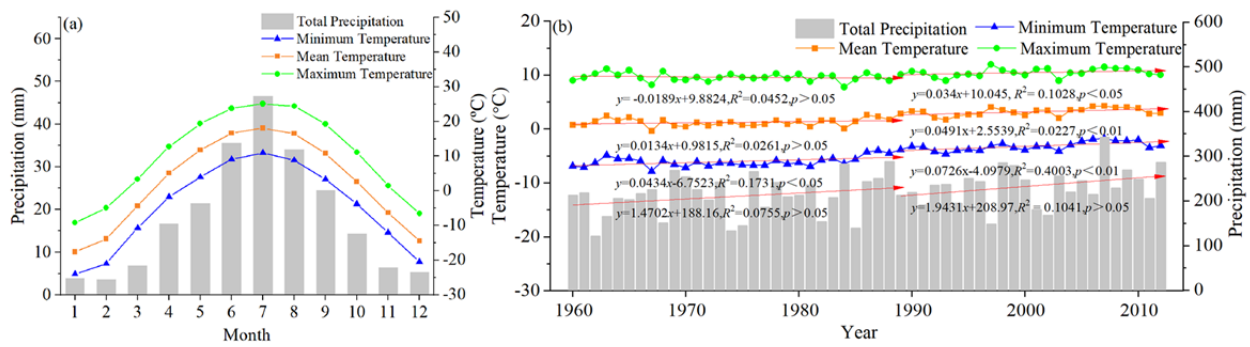 (a)
Total Precipitation
Minimum Temperature
Mean Temperature
Maximum Temperature
Precipitation (mm)
60
50
40
30
20
10
0
50
40
30
20
10
0
-10
-20
-30
Temperature (°C)
1 2 3 4 5 6 7 8 9 10 11 12
Month
(b)
Total Precipitation
Minimum Temperature
Mean Temperature
Maximum Temperature
Temperature (°C)
20
10
0
-10
-20
-30
600
500
400
300
200
100
0
Precipitation (mm)
y= -0.0189x+9.8824,R²=0.0452,p>0.05
y=0.034x+10.045, R²= 0.1028,p<0.05
y=0.0134x+0.9815,R²=0.0261,p>0.05
y=0.0491x+2.5539,R²=0.0227,p<0.01
y=0.0434x-6.7523,R²=0.1731,p<0.05
y=0.0726x-4.0979,R²=0.4003,p<0.01
y=1.4702x+188.16,R²=0.0755,p>0.05
y=1.9431x+208.97,R²= 0.1041,p>0.05
1960 1970 1980 1990 2000 2010
Year